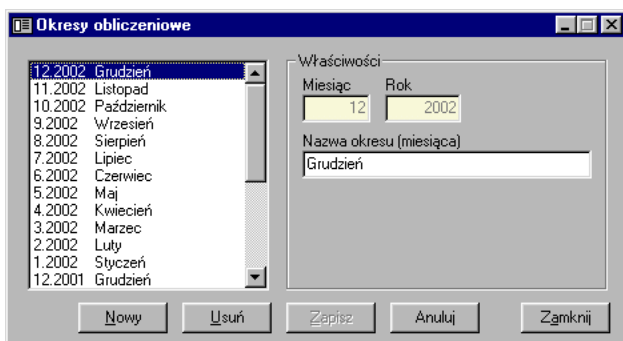 Okresy obliczeniowe
12.2002 Grudzień
11.2002 Listopad
10.2002 Październik
9.2002 Wrzesień
8.2002 Sierpień
7.2002 Lipiec
6.2002 Czerwiec
5.2002 Maj
4.2002 Kwiecień
3.2002 Marzec
2.2002 Luty
1.2002 Styczeń
12.2001 Grudzień
Właściwości
Miesiąc Rok
12 2002
Nazwa okresu (miesiąca)
Grudzień
Nowy Usuń Zapisz Anuluj Zamknij